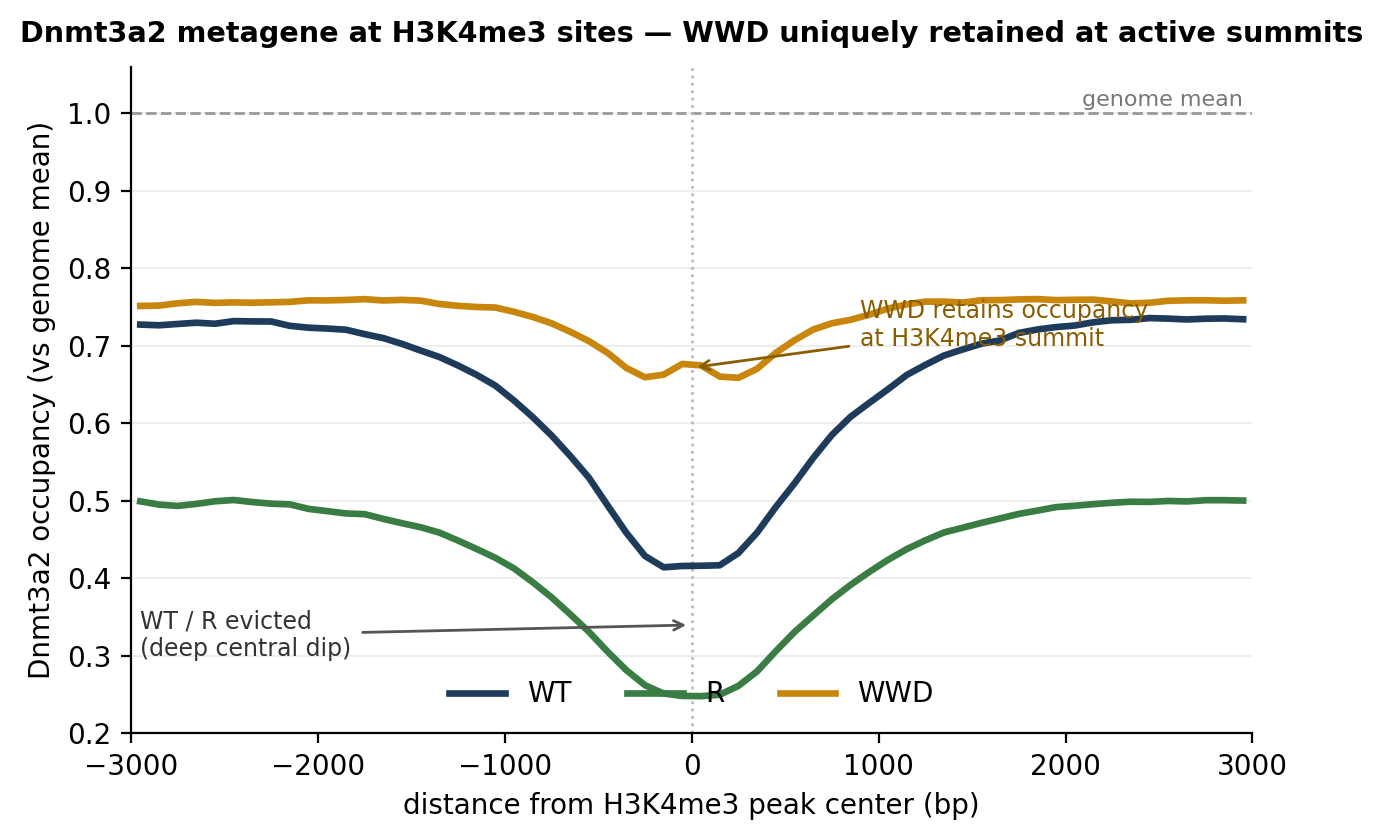 Dnmt3a2 metagene at H3K4me3 sites — WWD uniquely retained at active summits
genome mean
1.0
0.9
0.8
0.7
0.6
0.5
0.4
0.3
0.2
Dnmt3a2 occupancy (vs genome mean)
WWD retains occupancy
at H3K4me3 summit
WT / R evicted
(deep central dip)
WT R WWD
−3000 −2000 −1000 0 1000 2000 3000
distance from H3K4me3 peak center (bp)